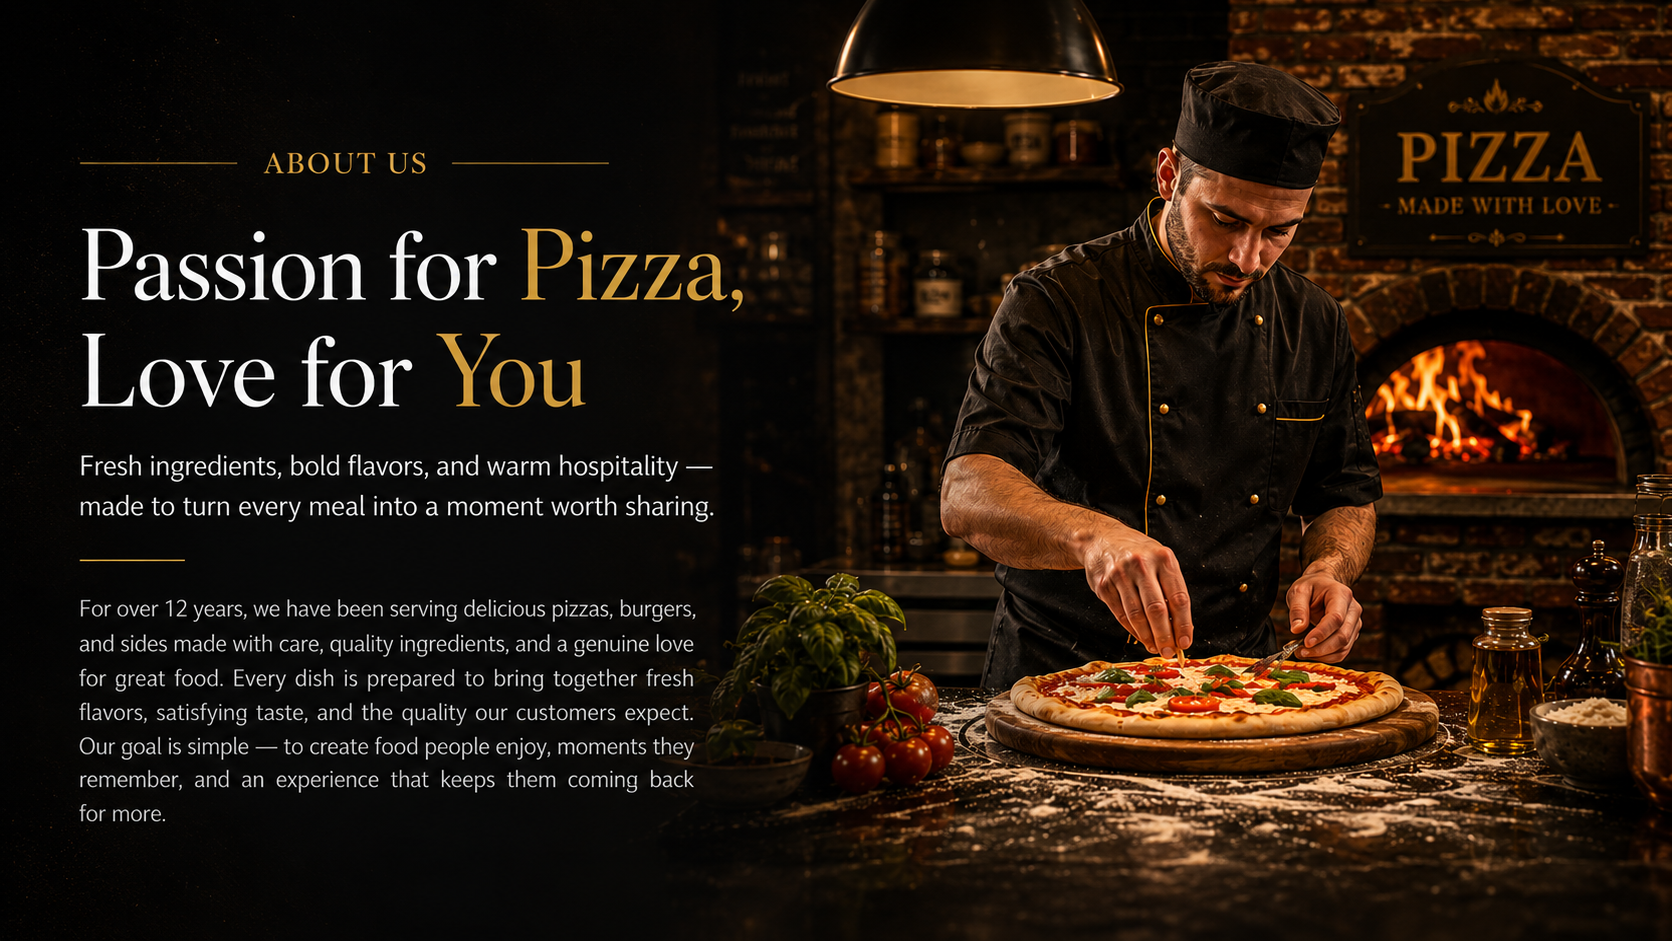 ABOUT US
Passion for Pizza,
Love for You
Fresh ingredients, bold flavors, and warm hospitality —
made to turn every meal into a moment worth sharing.
For over 12 years, we have been serving delicious pizzas, burgers,
and sides made with care, quality ingredients, and a genuine love
for great food. Every dish is prepared to bring together fresh
flavors, satisfying taste, and the quality our customers expect.
Our goal is simple — to create food people enjoy, moments they
remember, and an experience that keeps them coming back
for more.
PIZZA
- MADE WITH LOVE -